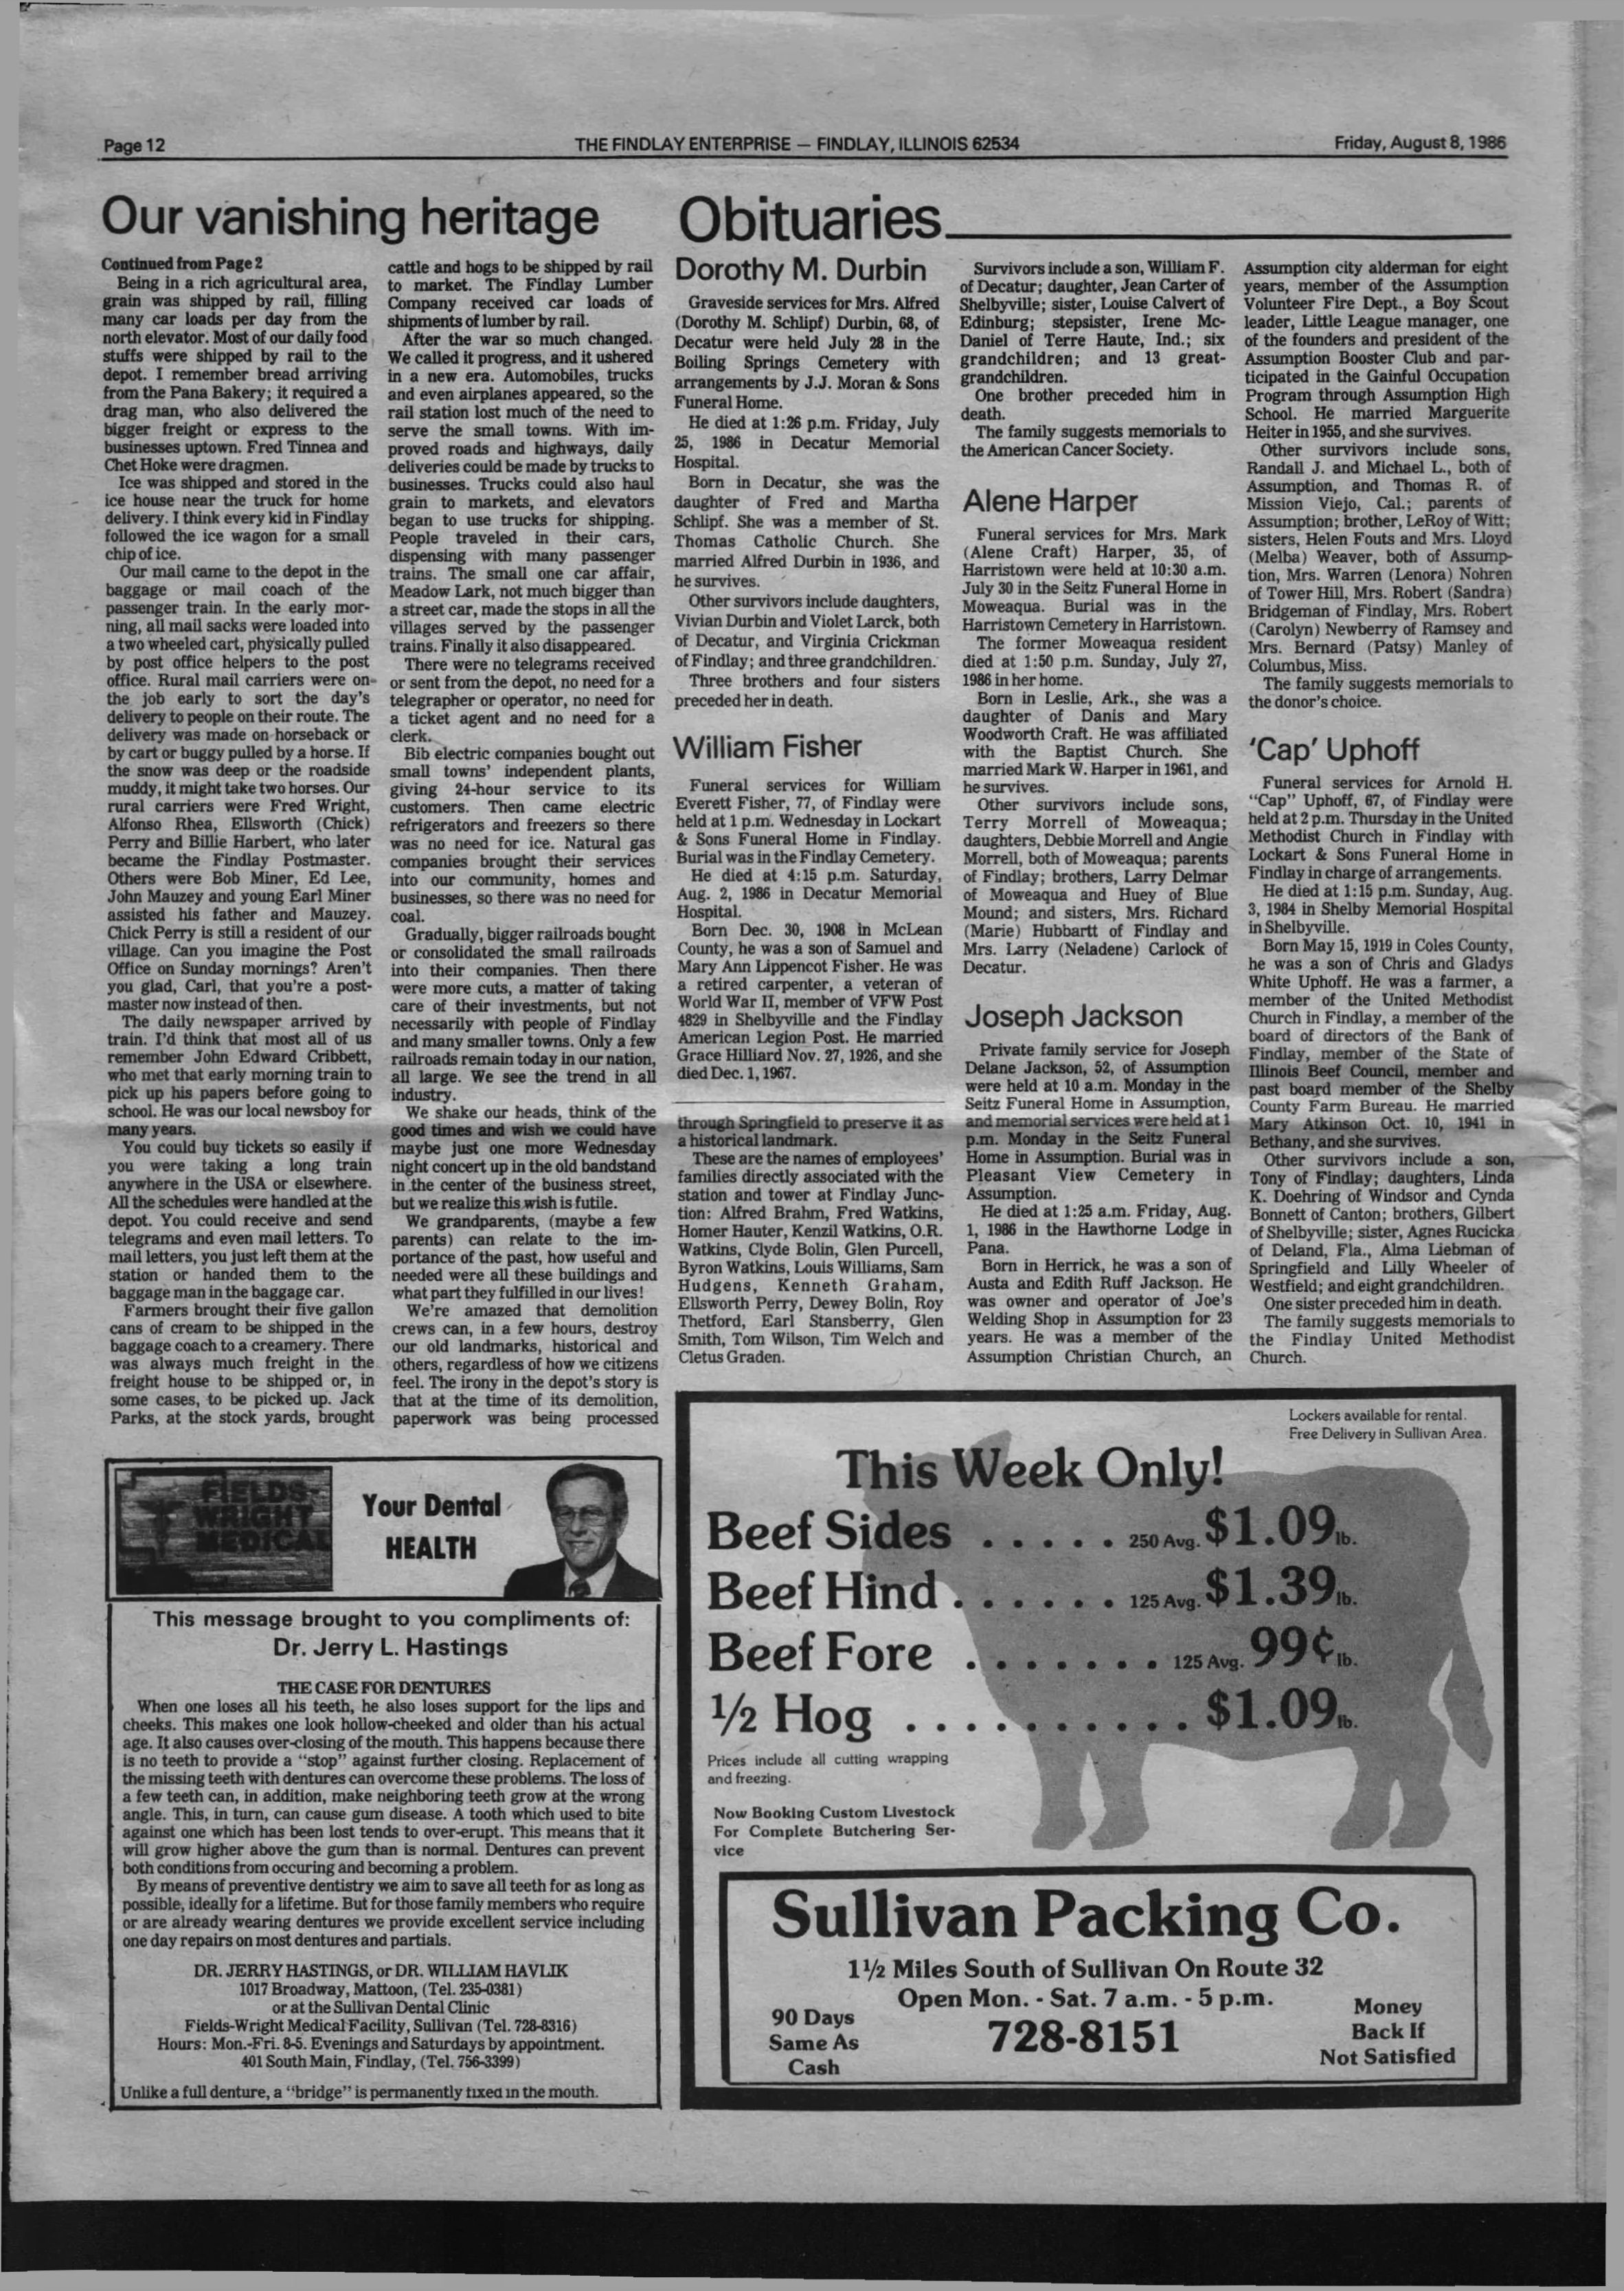 Page 12
THE FINDLAY ENTERPRISE — FINDLAY, ILLINOIS 62534
Friday, August 8, 1986
Our vanishing heritage
Continued from Page 2
Being in a rich agricultural area,
grain was shipped by rail, filling
many car loads per day from the
north elevator. Most of our daily food
stuffs were shipped by rail to the
depot. I remember bread arriving
from the Pana Bakery; it required a
drag man, who also delivered the
bigger freight or express to the
businesses uptown. Fred Tinnea and
Chet Hoke were dragmen.
Ice was shipped and stored in the
ice house near the truck for home
delivery. I think every kid in Findlay
followed the ice wagon for a small
chip of ice.
Our mail came to the depot in the
baggage or mail coach of the
passenger train. In the early mor-
ning, all mail sacks were loaded into
a two wheeled cart, physically pulled
by post office helpers to the post
office. Rural mail carriers were on
the job early to sort the day's
delivery to people on their route. The
delivery was made on horseback or
by cart or buggy pulled by a horse. If
the snow was deep or the roadside
muddy, it might take two horses. Our
rural carriers were Fred Wright,
Alfonso Rhea, Ellsworth (Chick)
Perry and Billie Harbert, who later
became the Findlay Postmaster.
Others were Bob Miner, Ed Lee,
John Mauzey and young Earl Miner
assisted his father and Mauzey.
Chick Perry is still a resident of our
village. Can you imagine the Post
Office on Sunday mornings? Aren't
you glad, Carl, that you're a post-
master now instead of then.
The daily newspaper arrived by
train. I'd think that most all of us
remember John Edward Cribbett,
who met that early morning train to
pick up his papers before going to
school. He was our local newsboy for
many years.
You could buy tickets so easily if
you were taking a long train
anywhere in the USA or elsewhere.
All the schedules were handled at the
depot. You could receive and send
telegrams and even mail letters. To
mail letters, you just left them at the
station or handed them to the
baggage man in the baggage car.
Farmers brought their five gallon
cans of cream to be shipped in the
baggage coach to a creamery. There
was always much freight in the
freight house to be shipped or, in
some cases, to be picked up. Jack
Parks, at the stock yards, brought
cattle and hogs to be shipped by rail
to market. The Findlay Lumber
Company received car loads of
shipments of lumber by rail.
After the war so much changed.
We called it progress, and it ushered
in a new era. Automobiles, trucks
and even airplanes appeared, so the
rail station lost much of the need to
serve the small towns. With im-
proved roads and highways, daily
deliveries could be made by trucks to
businesses. Trucks could also haul
grain to markets, and elevators
began to use trucks for shipping.
People traveled in their cars,
dispensing with many passenger
trains. The small one car affair,
Meadow Lark, not much bigger than
a street car, made the stops in all the
villages served by the passenger
trains. Finally it also disappeared.
There were no telegrams received
or sent from the depot, no need for a
telegrapher or operator, no need for
a ticket agent and no need for a
clerk.
Bib electric companies bought out
small towns' independent plants,
giving 24-hour service to its
customers. Then came electric
refrigerators and freezers so there
was no need for ice. Natural gas
companies brought their services
into our community, homes and
businesses, so there was no need for
coal.
Gradually, bigger railroads bought
or consolidated the small railroads
into their companies. Then there
were more cuts, a matter of taking
care of their investments, but not
necessarily with people of Findlay
and many smaller towns. Only a few
railroads remain today in our nation,
all large. We see the trend in all
industry.
We shake our heads, think of the
good times and wish we could have
maybe just one more Wednesday
night concert up in the old bandstand
in the center of the business street,
but we realize this wish is futile.
We grandparents, (maybe a few
parents) can relate to the im-
portance of the past, how useful and
needed were all these buildings and
what part they fulfilled in our lives!
We're amazed that demolition
crews can, in a few hours, destroy
our old landmarks, historical and
others, regardless of how we citizens
feel. The irony in the depot's story is
that at the time of its demolition,
paperwork was being processed
through Springfield to preserve it as
a historical landmark.
These are the names of employees'
families directly associated with the
station and tower at Findlay Junc-
tion: Alfred Brahm, Fred Watkins,
Homer Hauter, Kenzil Watkins, O.R.
Watkins, Clyde Bolin, Glen Purcell,
Byron Watkins, Louis Williams, Sam
Hudgens, Kenneth Graham,
Ellsworth Perry, Dewey Bolin, Roy
Thetford, Earl Stansberry, Glen
Smith, Tom Wilson, Tim Welch and
Cletus Graden.
Obituaries
Dorothy M. Durbin
Graveside services for Mrs. Alfred
(Dorothy M. Schlipf) Durbin, 68, of
Decatur were held July 28 in the
Boiling Springs Cemetery with
arrangements by J.J. Moran & Sons
Funeral Home.
He died at 1:26 p.m. Friday, July
25, 1986 in Decatur Memorial
Hospital.
Born in Decatur, she was the
daughter of Fred and Martha
Schlipf. She was a member of St.
Thomas Catholic Church. She
married Alfred Durbin in 1936, and
he survives.
Other survivors include daughters,
Vivian Durbin and Violet Larck, both
of Decatur, and Virginia Crickman
of Findlay; and three grandchildren.
Three brothers and four sisters
preceded her in death.
William Fisher
Funeral services for William
Everett Fisher, 77, of Findlay were
held at 1 p.m. Wednesday in Lockart
& Sons Funeral Home in Findlay.
Burial was in the Findlay Cemetery.
He died at 4:15 p.m. Saturday,
Aug. 2, 1986 in Decatur Memorial
Hospital.
Born Dec. 30, 1908 in McLean
County, he was a son of Samuel and
Mary Ann Lippencot Fisher. He was
a retired carpenter, a veteran of
World War II, member of VFW Post
4829 in Shelbyville and the Findlay
American Legion Post. He married
Grace Hilliard Nov. 27, 1926, and she
died Dec. 1, 1967.
Survivors include a son, William F.
of Decatur; daughter, Jean Carter of
Shelbyville; sister, Louise Calvert of
Edinburg; stepsister, Irene Mc-
Daniel of Terre Haute, Ind.; six
grandchildren; and 13 great-
grandchildren.
One brother preceded him in
death.
The family suggests memorials to
the American Cancer Society.
Alene Harper
Funeral services for Mrs. Mark
(Alene Craft) Harper, 35, of
Harristown were held at 10:30 a.m.
July 30 in the Seitz Funeral Home in
Moweaqua. Burial was in the
Harristown Cemetery in Harristown.
The former Moweaqua resident
died at 1:50 p.m. Sunday, July 27,
1986 in her home.
Born in Leslie, Ark., she was a
daughter of Danis and Mary
Woodworth Craft. He was affiliated
with the Baptist Church. She
married Mark W. Harper in 1961, and
he survives.
Other survivors include sons,
Terry Morrell of Moweaqua;
daughters, Debbie Morrell and Angie
Morrell, both of Moweaqua; parents
of Findlay; brothers, Larry Delmar
of Moweaqua and Huey of Blue
Mound; and sisters, Mrs. Richard
(Marie) Hubbartt of Findlay and
Mrs. Larry (Neladene) Carlock of
Decatur.
Joseph Jackson
Private family service for Joseph
Delane Jackson, 52, of Assumption
were held at 10 a.m. Monday in the
Seitz Funeral Home in Assumption,
and memorial services were held at 1
p.m. Monday in the Seitz Funeral
Home in Assumption. Burial was in
Pleasant View Cemetery in
Assumption.
He died at 1:25 a.m. Friday, Aug.
1, 1986 in the Hawthorne Lodge in
Pana.
Born in Herrick, he was a son of
Austa and Edith Ruff Jackson. He
was owner and operator of Joe's
Welding Shop in Assumption for 23
years. He was a member of the
Assumption Christian Church, an
Assumption city alderman for eight
years, member of the Assumption
Volunteer Fire Dept., a Boy Scout
leader, Little League manager, one
of the founders and president of the
Assumption Booster Club and par-
ticipated in the Gainful Occupation
Program through Assumption High
School. He married Marguerite
Heiter in 1955, and she survives.
Other survivors include sons,
Randall J. and Michael L., both of
Assumption, and Thomas R. of
Mission Viejo, Cal.; parents of
Assumption; brother, LeRoy of Witt;
sisters, Helen Fouts and Mrs. Lloyd
(Melba) Weaver, both of Assump-
tion, Mrs. Warren (Lenora) Nohren
of Tower Hill, Mrs. Robert (Sandra)
Bridgeman of Findlay, Mrs. Robert
(Carolyn) Newberry of Ramsey and
Mrs. Bernard (Patsy) Manley of
Columbus, Miss.
The family suggests memorials to
the donor's choice.
'Cap' Uphoff
Funeral services for Arnold H.
"Cap" Uphoff, 67, of Findlay were
held at 2 p.m. Thursday in the United
Methodist Church in Findlay with
Lockart & Sons Funeral Home in
Findlay in charge of arrangements.
He died at 1:15 p.m. Sunday, Aug.
3, 1984 in Shelby Memorial Hospital
in Shelbyville.
Born May 15, 1919 in Coles County,
he was a son of Chris and Gladys
White Uphoff. He was a farmer, a
member of the United Methodist
Church in Findlay, a member of the
board of directors of the Bank of
Findlay, member of the State of
Illinois Beef Council, member and
past board member of the Shelby
County Farm Bureau. He married
Mary Atkinson Oct. 10, 1941 in
Bethany, and she survives.
Other survivors include a son,
Tony of Findlay; daughters, Linda
K. Doehring of Windsor and Cynda
Bonnett of Canton; brothers, Gilbert
of Shelbyville; sister, Agnes Rucicka
of Deland, Fla., Alma Liebman of
Springfield and Lilly Wheeler of
Westfield; and eight grandchildren.
One sister preceded him in death.
The family suggests memorials to
the Findlay United Methodist
Church.
FIELDS-
WRIGHT
MEDICAL
Your Dental
HEALTH
This message brought to you compliments of:
Dr. Jerry L. Hastings
THE CASE FOR DENTURES
When one loses all his teeth, he also loses support for the lips and
cheeks. This makes one look hollow-cheeked and older than his actual
age. It also causes over-closing of the mouth. This happens because there
is no teeth to provide a "stop" against further closing. Replacement of
the missing teeth with dentures can overcome these problems. The loss of
a few teeth can, in addition, make neighboring teeth grow at the wrong
angle. This, in turn, can cause gum disease. A tooth which used to bite
against one which has been lost tends to over-erupt. This means that it
will grow higher above the gum than is normal. Dentures can prevent
both conditions from occuring and becoming a problem.
By means of preventive dentistry we aim to save all teeth for as long as
possible, ideally for a lifetime. But for those family members who require
or are already wearing dentures we provide excellent service including
one day repairs on most dentures and partials.
DR. JERRY HASTINGS, or DR. WILLIAM HAVLIK
1017 Broadway, Mattoon, (Tel. 235-0381)
or at the Sullivan Dental Clinic
Fields-Wright Medical Facility, Sullivan (Tel. 728-8316)
Hours: Mon.-Fri. 8-5. Evenings and Saturdays by appointment.
401 South Main, Findlay, (Tel. 756-3399)
Unlike a full denture, a "bridge" is permanently fixed in the mouth.
Lockers available for rental.
Free Delivery in Sullivan Area.
This Week Only!
Beef Sides . . . . . 250 Avg. $1.09 lb.
Beef Hind . . . . . . 125 Avg. $1.39 lb.
Beef Fore . . . . . . . 125 Avg. 99¢ lb.
½ Hog . . . . . . . . . . $1.09 lb.
Prices include all cutting wrapping
and freezing.
Now Booking Custom Livestock
For Complete Butchering Ser-
vice
Sullivan Packing Co.
1½ Miles South of Sullivan On Route 32
Open Mon. - Sat. 7 a.m. - 5 p.m.
728-8151
90 Days
Same As
Cash
Money
Back If
Not Satisfied